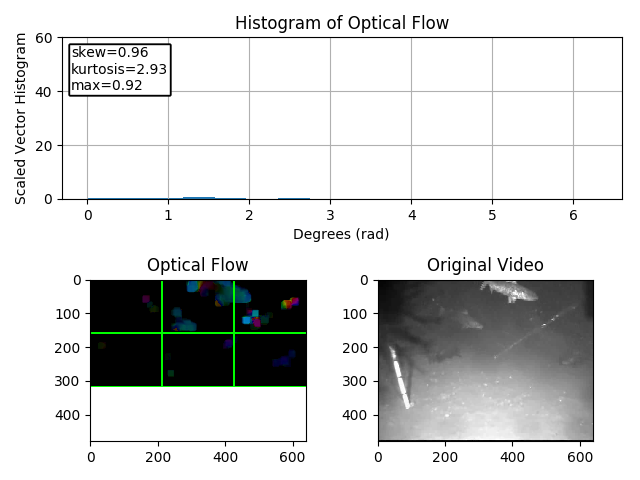 Histogram of Optical Flow
Scaled Vector Histogram
60
40
20
0
skew=0.96
kurtosis=2.93
max=0.92
0 1 2 3 4 5 6
Degrees (rad)
Optical Flow
0
100
200
300
400
0 200 400 600
Original Video
0
100
200
300
400
0 200 400 600